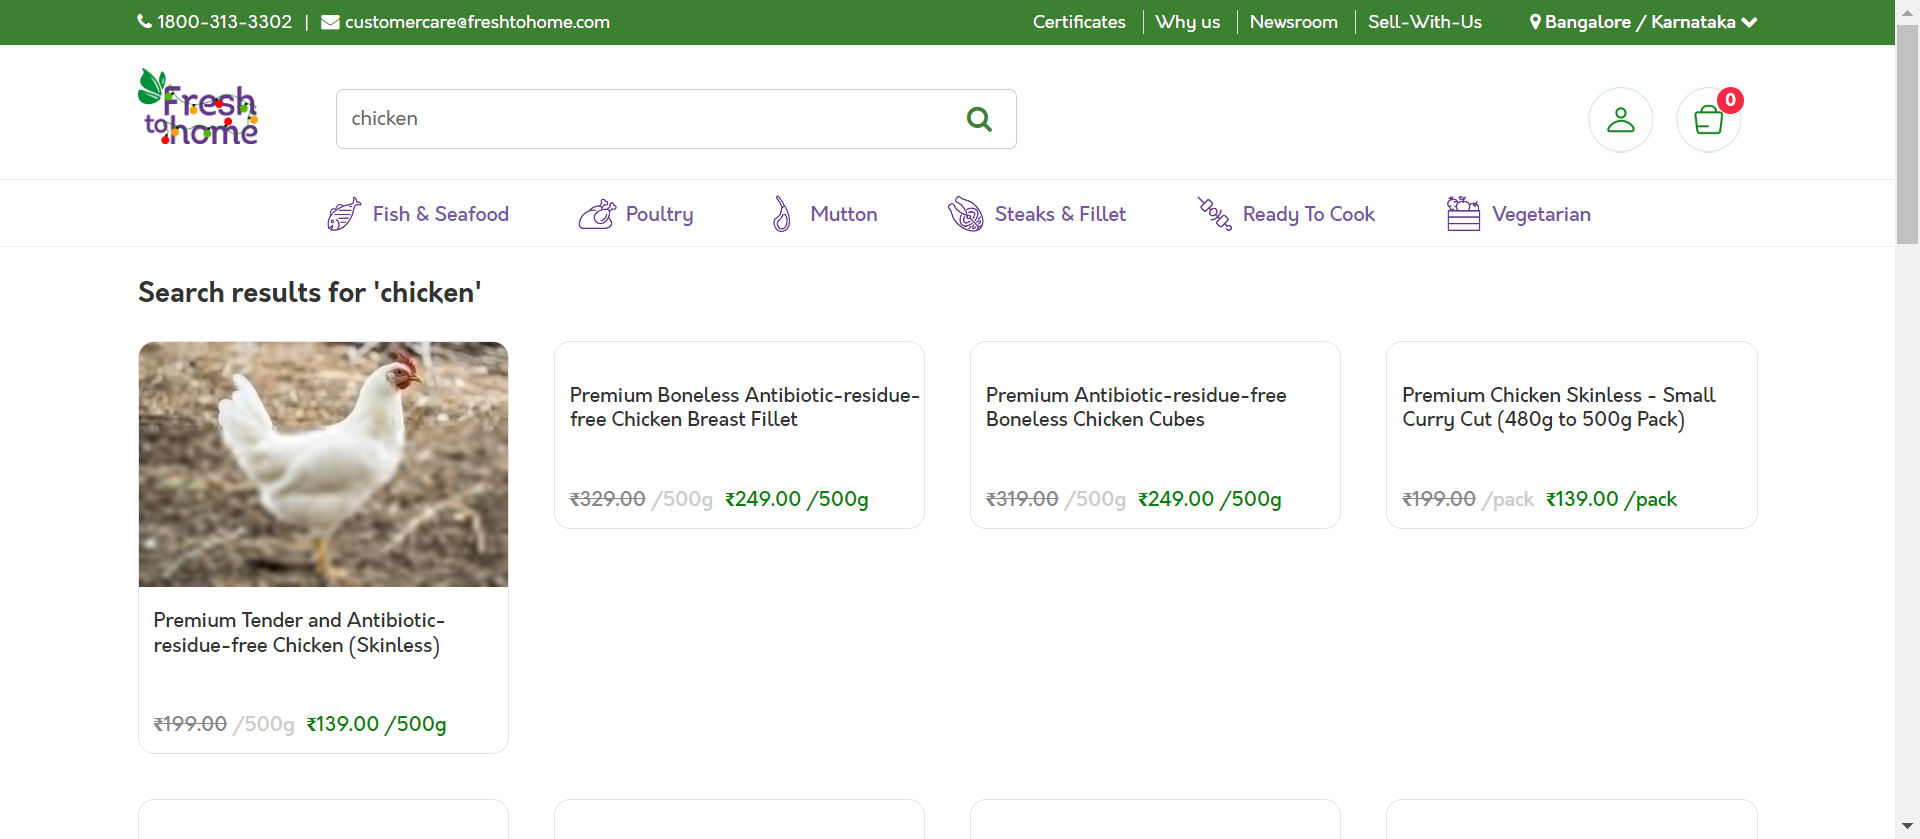 1800-313-3302 | customercare@freshtohome.com
Certificates
Why us
Newsroom
Sell-With-Us
Bangalore / Karnataka
Fresh
to home
chicken
0
Fish & Seafood
Poultry
Mutton
Steaks & Fillet
Ready To Cook
Vegetarian
Search results for 'chicken'
Premium Tender and Antibiotic-
residue-free Chicken (Skinless)
₹199.00 /500g ₹139.00 /500g
Premium Boneless Antibiotic-residue-
free Chicken Breast Fillet
₹329.00 /500g ₹249.00 /500g
Premium Antibiotic-residue-free
Boneless Chicken Cubes
₹319.00 /500g ₹249.00 /500g
Premium Chicken Skinless - Small
Curry Cut (480g to 500g Pack)
₹199.00 /pack ₹139.00 /pack